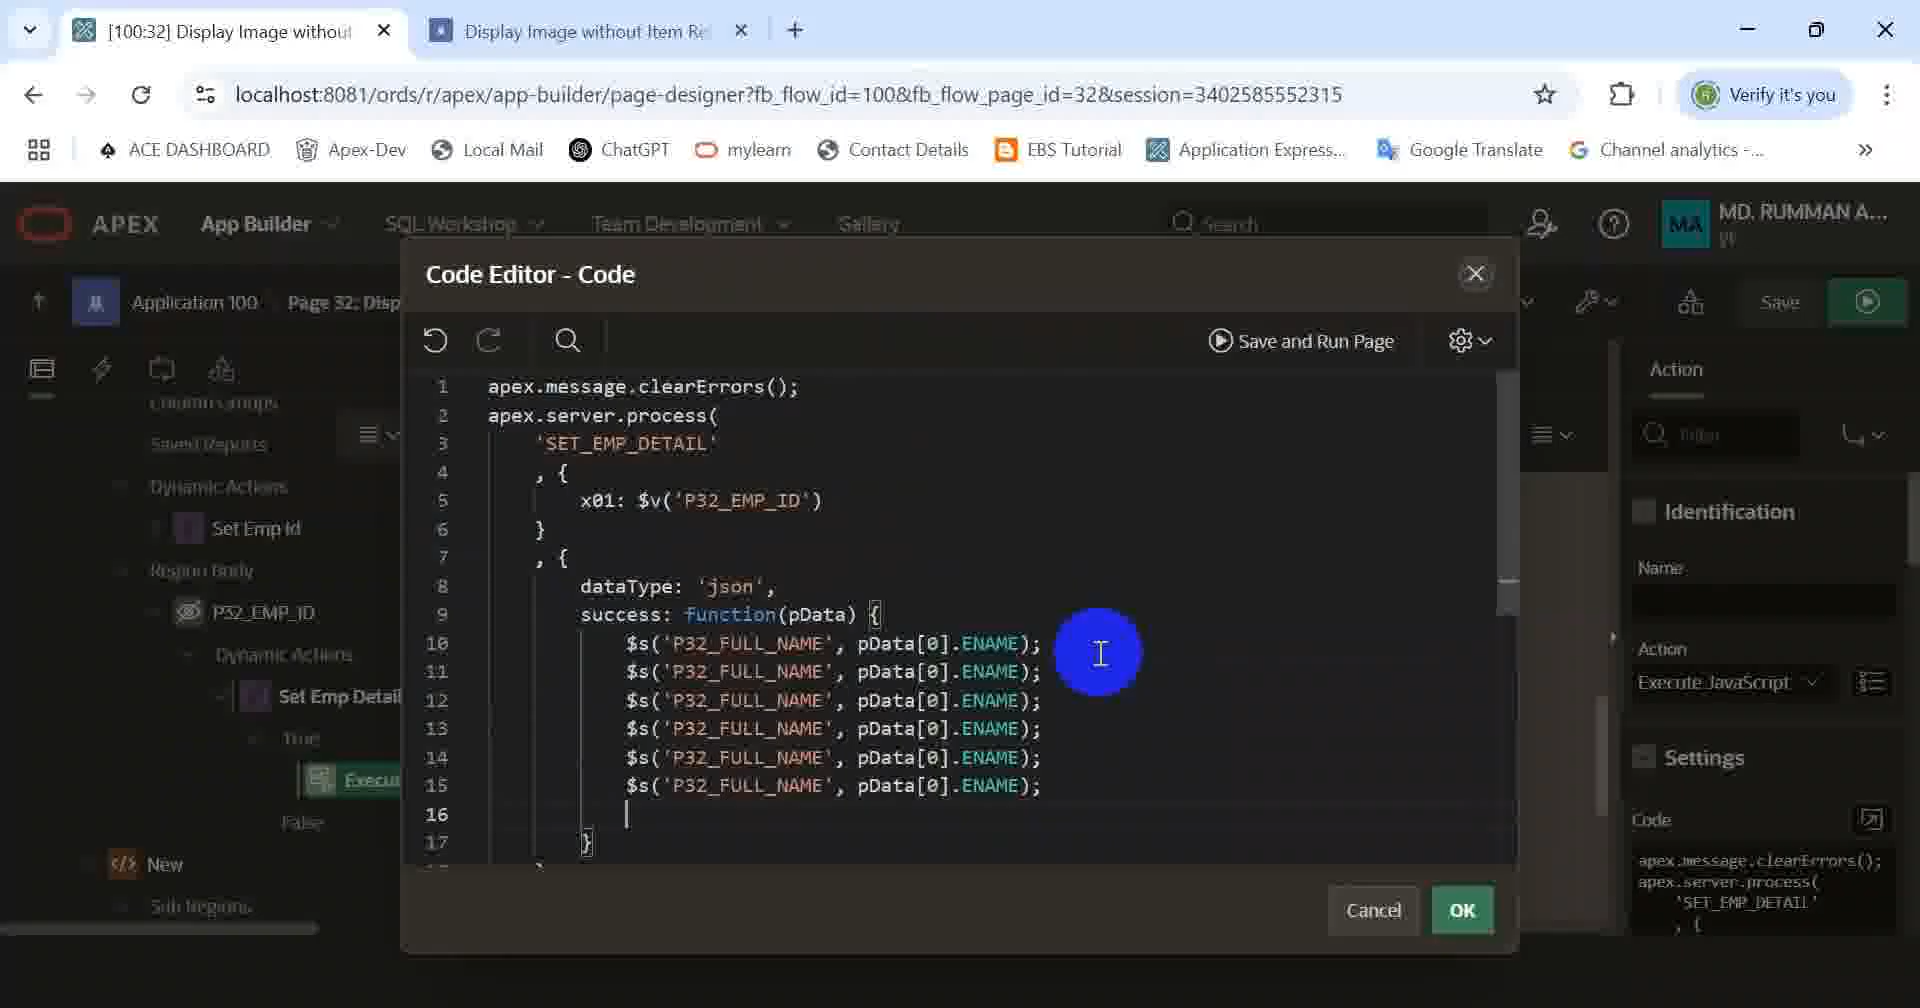 [100:32] Display Image without
Display Image without Item Re
localhost:8081/ords/r/apex/app-builder/page-designer?fb_flow_id=100&fb_flow_page_id=32&session=3402585552315
Verify it's you
ACE DASHBOARD
Apex-Dev
Local Mail
ChatGPT
mylearn
Contact Details
EBS Tutorial
Application Express...
Google Translate
Channel analytics - ...
APEX
App Builder
SQL Workshop
Team Development
Gallery
Search
MA
MD. RUMMAN A...
Application 100
Page 32: Disp
Save
Code Editor - Code
Save and Run Page
1 apex.message.clearErrors();
2 apex.server.process(
3 'SET_EMP_DETAIL'
4 , {
5 x01: $v('P32_EMP_ID')
6 }
7 , {
8 dataType: 'json',
9 success: function(pData) {
10 $s('P32_FULL_NAME', pData[0].ENAME);
11 $s('P32_FULL_NAME', pData[0].ENAME);
12 $s('P32_FULL_NAME', pData[0].ENAME);
13 $s('P32_FULL_NAME', pData[0].ENAME);
14 $s('P32_FULL_NAME', pData[0].ENAME);
15 $s('P32_FULL_NAME', pData[0].ENAME);
16
17 }
Cancel
OK
Column Groups
Saved Reports
Dynamic Actions
Set Emp Id
Region Body
P32_EMP_ID
Dynamic Actions
Set Emp Detail
True
Execu
False
New
Sub Regions
Action
Filter
Identification
Name
Action
Execute JavaScript
Settings
Code
apex.message.clearErrors();
apex.server.process(
'SET_EMP_DETAIL'
, {